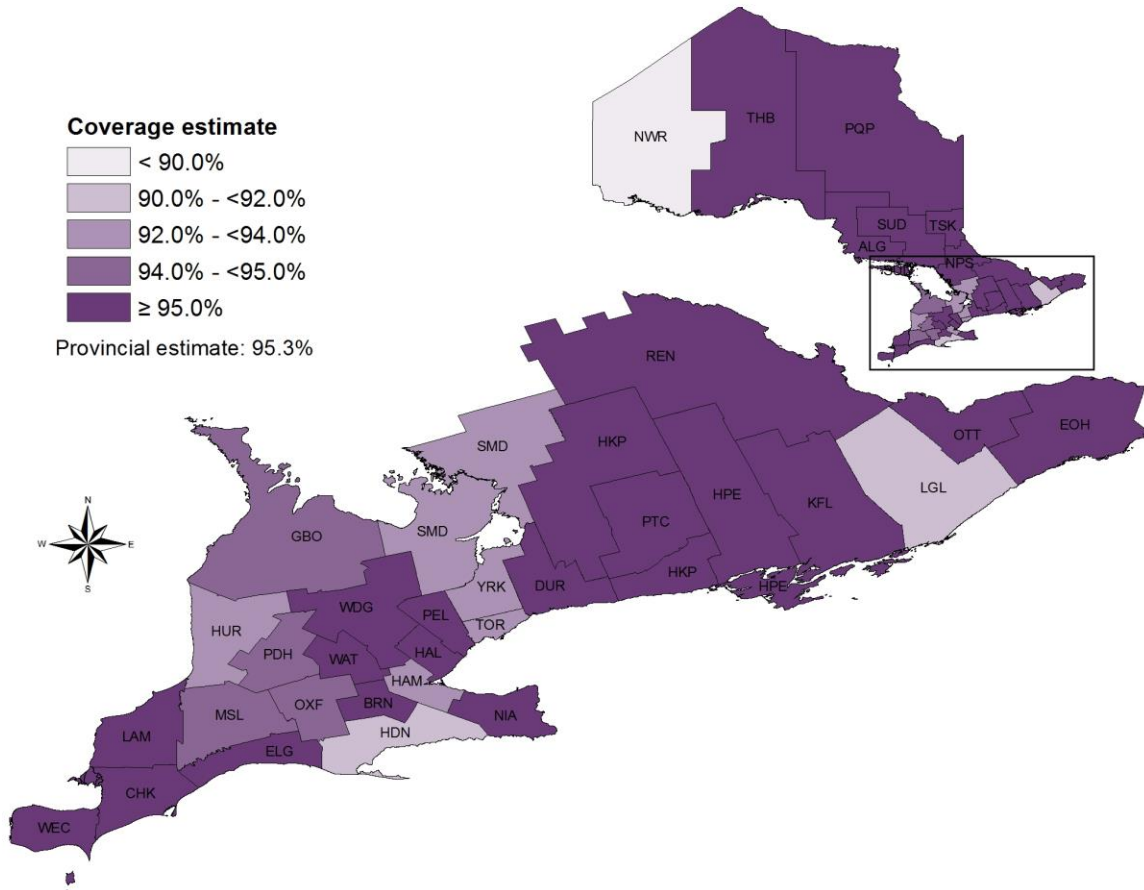 Coverage estimate
< 90.0%
90.0% - <92.0%
92.0% - <94.0%
94.0% - <95.0%
≥ 95.0%
Provincial estimate: 95.3%
NWR
THB
PQP
SUD
TSK
ALG
NPS
SUD
N
W
E
S
REN
SMD
HKP
OTT
EOH
LGL
HPE
KFL
PTC
GBO
SMD
HKP
HPE
YRK
DUR
WDG
PEL
TOR
HUR
PDH
WAT
HAL
HAM
MSL
OXF
BRN
NIA
HDN
LAM
ELG
CHK
WEC